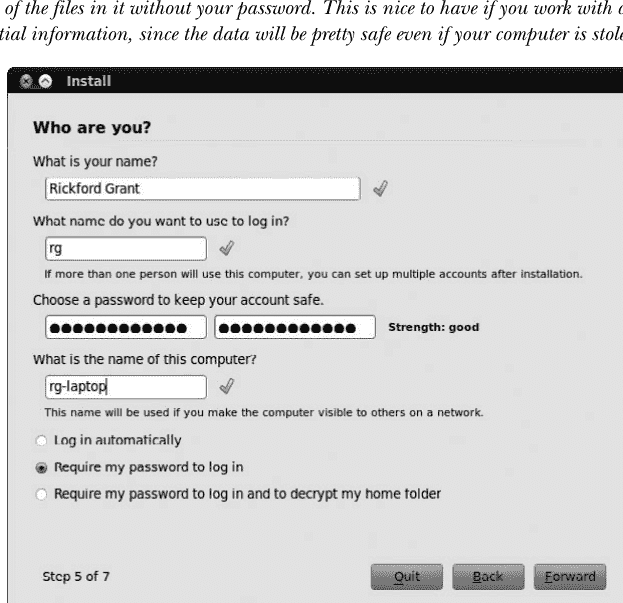 of the files in it without your password. This is nice to have if you work with
tial information, since the data will be pretty safe even if your computer is
Install
Who are you?
What is your name?
Rickford Grant
What name do you want to use to log in?
rg
If more than one person will use this computer, you can set up multiple accounts after installation.
Choose a password to keep your account safe.
Strength: good
What is the name of this computer?
rg-laptop
This name will be used if you make the computer visible to others on a network.
Log in automatically
Require my password to log in
Require my password to log in and to decrypt my home folder
Step 5 of 7
Quit Back Forward